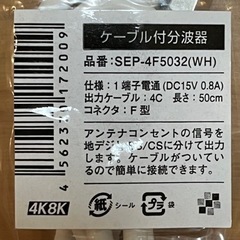 ケーブル付分波器
品番:SEP-4F5032(WH)
仕様:1端子電通(DC15V 0.8A)
出力ケーブル:4C 長さ:50cm
コネクタ:F型
アンテナコンセントの信号を
地デジ/BS/CSに分けて出力
します。ケーブルがついている
ので簡単に接続できます。
4K8K
紙
シール
プラ
袋
4562311172009